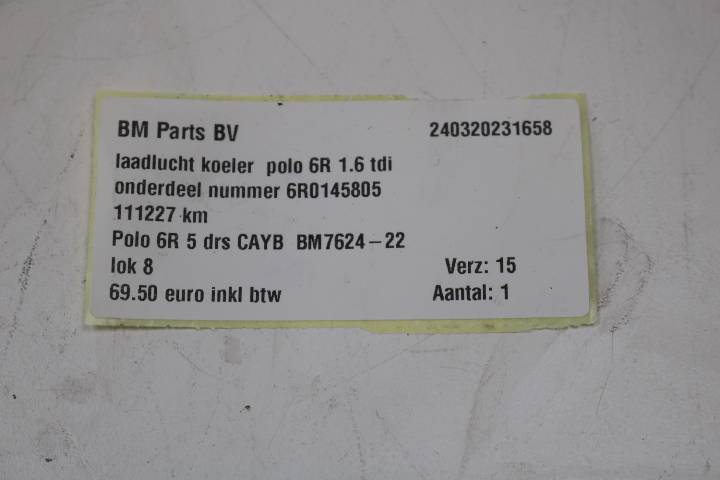 BM Parts BV 240320231658
laadlucht koeler polo 6R 1.6 tdi
onderdeel nummer 6R0145805
111227 km
Polo 6R 5 drs CAYB BM7624-22
lok 8 Verz: 15
69.50 euro inkl btw Aantal: 1